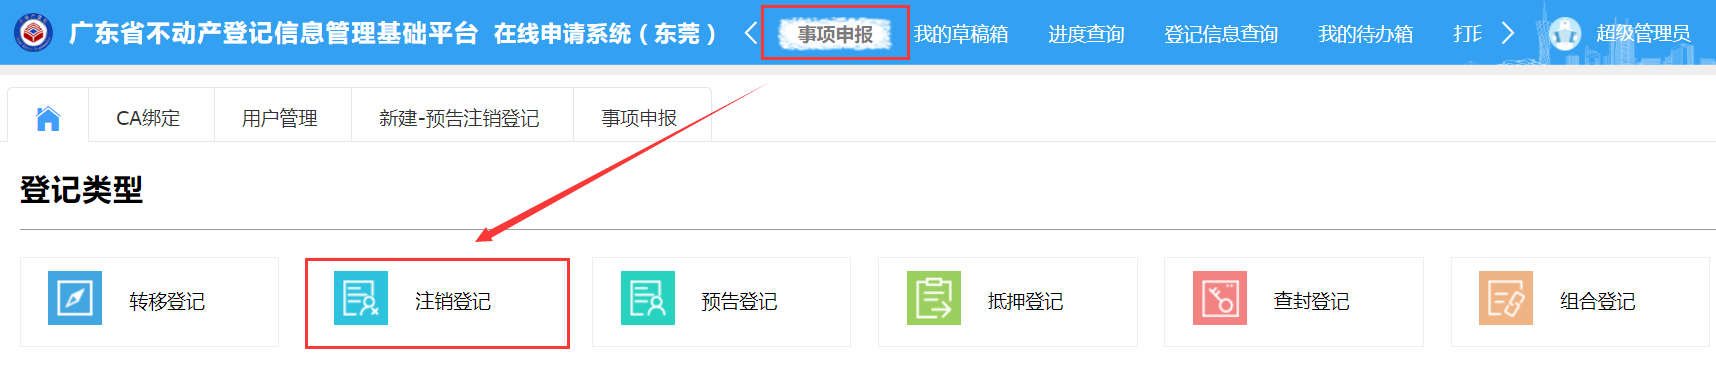 广东省不动产登记信息管理基础平台 在线申请系统（东莞） 事项申报 我的草稿箱 进度查询 登记信息查询 我的待办箱 打 超级管理员
CA绑定 用户管理 新建-预告注销登记 事项申报
登记类型
转移登记 注销登记 预告登记 抵押登记 查封登记 组合登记